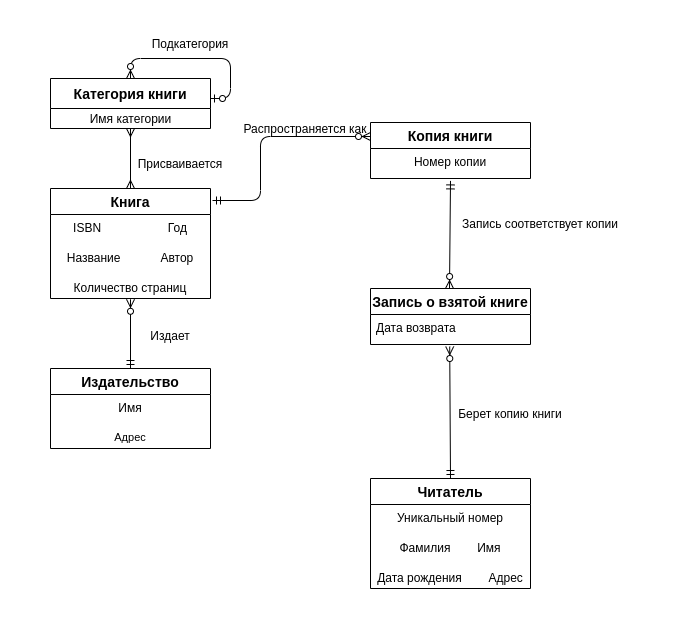 Подкатегория
Категория книги
Имя категории
Присваивается
Книга
ISBN
Год
Название
Автор
Количество страниц
Издает
Издательство
Имя
Адрес
Распространяется как
Копия книги
Номер копии
Запись соответствует копии
Запись о взятой книге
Дата возврата
Берет копию книги
Читатель
Уникальный номер
Фамилия
Имя
Дата рождения
Адрес